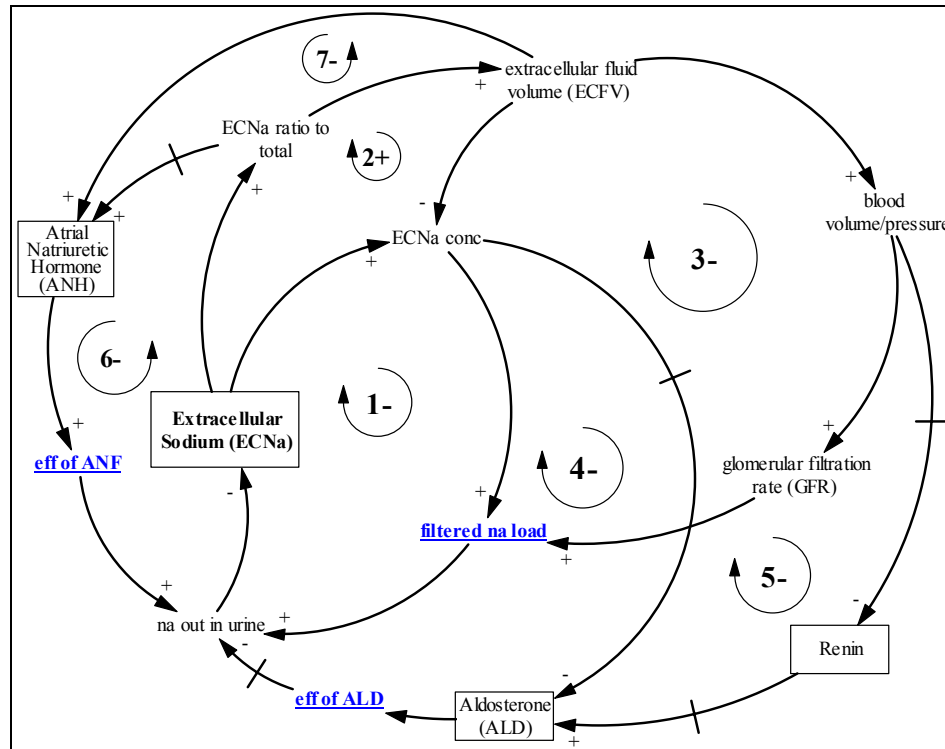 7-
+
extracellular fluid
volume (ECFV)
ECNa ratio to
total
2+
+
+
+
-
+
blood
volume/pressure
Atrial
Natriuretic
Hormone
(ANH)
ECNa conc
+
3-
6-
1-
Extracellular
Sodium (ECNa)
+
+
eff of ANF
-
4-
glomerular filtration
rate (GFR)
+
filtered na load
+
5-
+
+
-
na out in urine
-
Renin
-
eff of ALD
Aldosterone
(ALD)
+